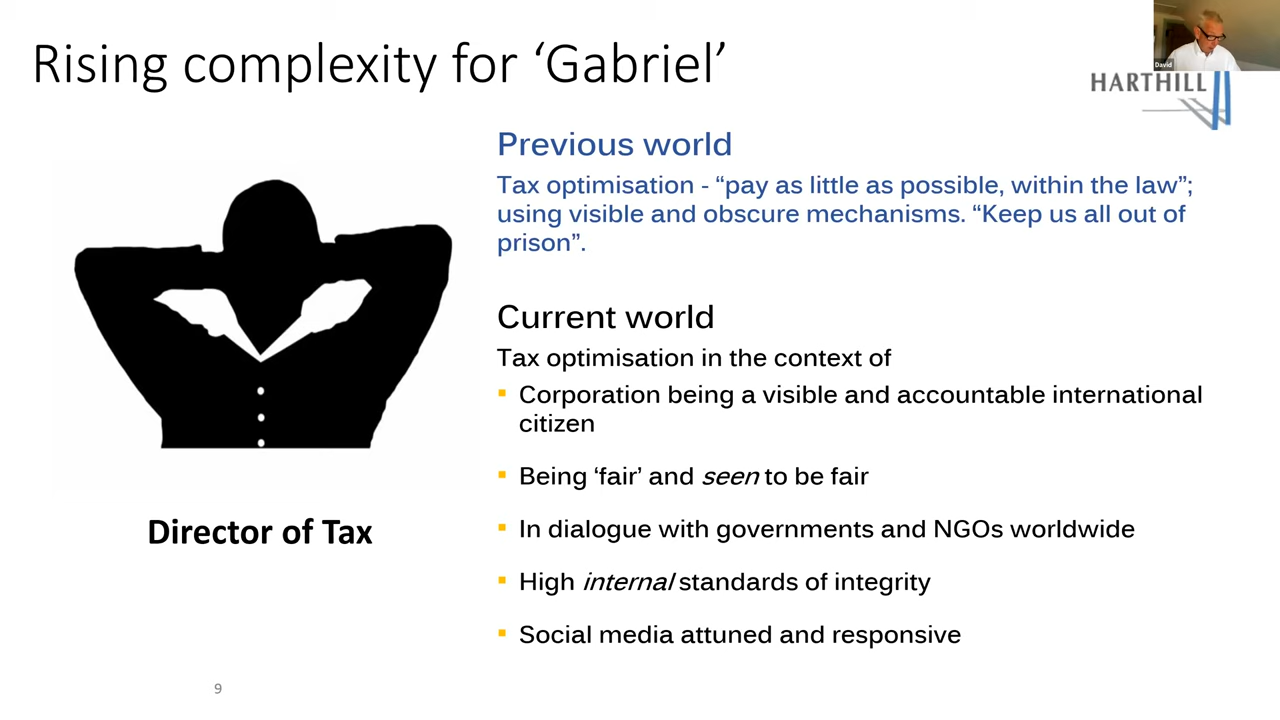 Rising complexity for ‘Gabriel’
David
HARTHILL
Previous world
Tax optimisation - “pay as little as possible, within the law”;
using visible and obscure mechanisms. “Keep us all out of
prison”.
Current world
Tax optimisation in the context of
▪ Corporation being a visible and accountable international
citizen
▪ Being ‘fair’ and seen to be fair
▪ In dialogue with governments and NGOs worldwide
▪ High internal standards of integrity
▪ Social media attuned and responsive
Director of Tax
9